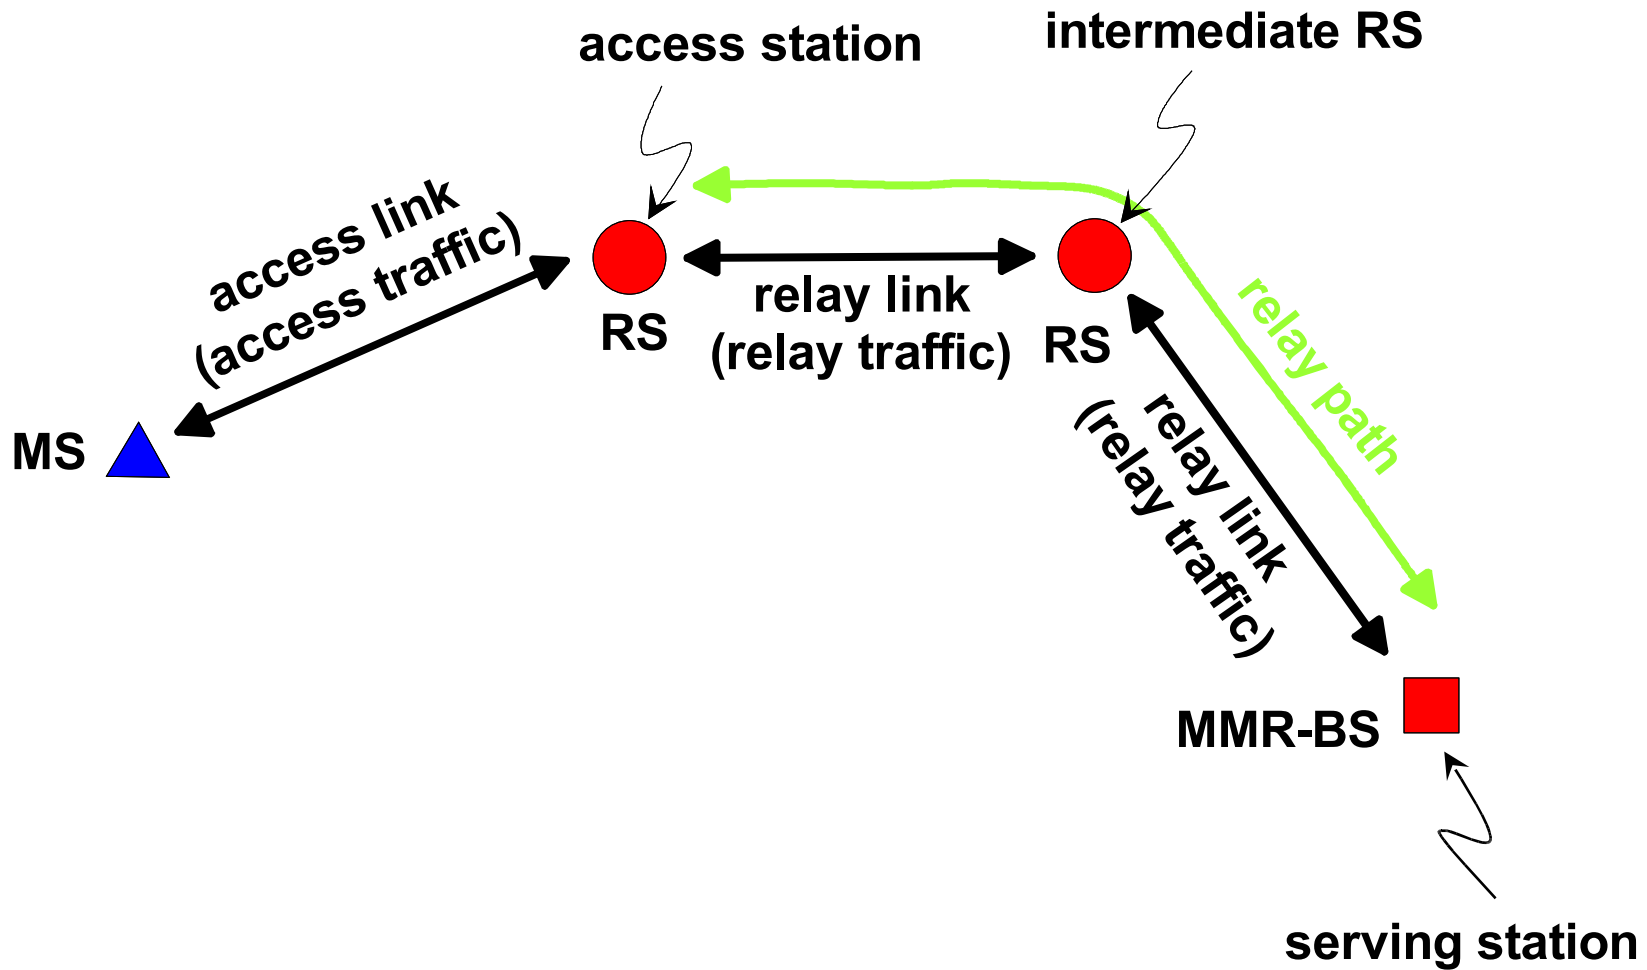 access station
intermediate RS
access link
(access traffic)
relay link
(relay traffic)
RS
RS
relay path
relay link
(relay traffic)
MS
MMR-BS
serving station